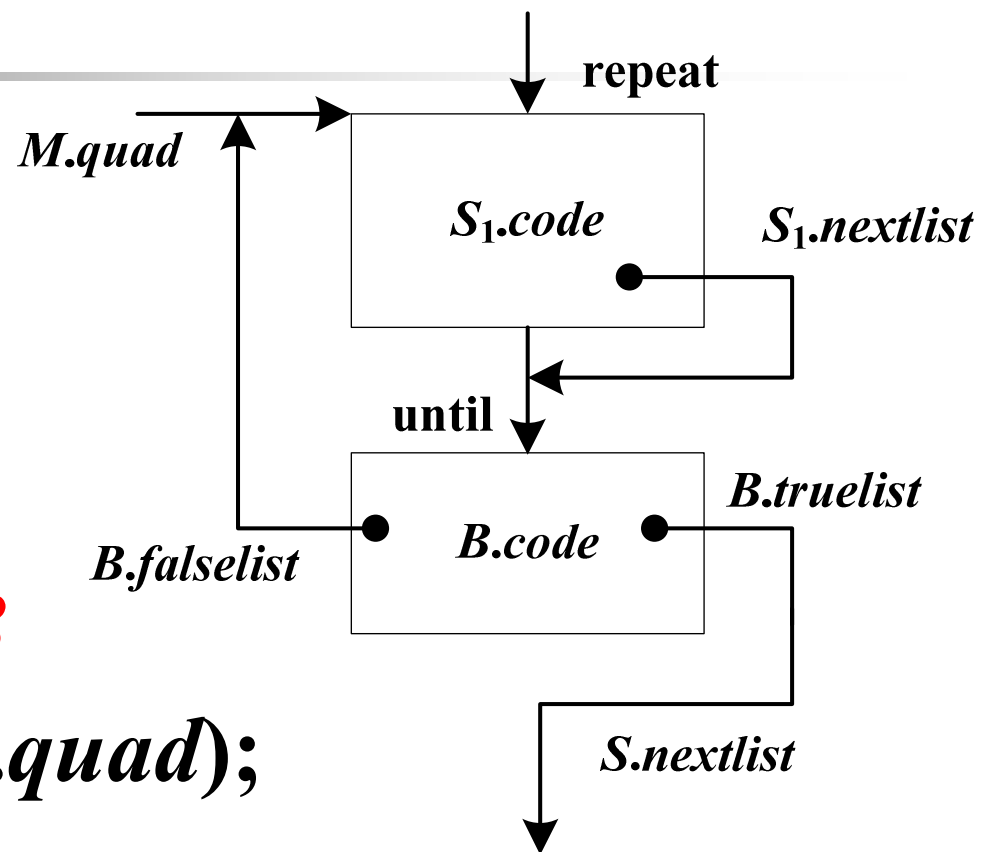 repeat
M.quad
S₁.code
S₁.nextlist
until
B.truelist
B.code
B.falselist
;
.quad);
S.nextlist